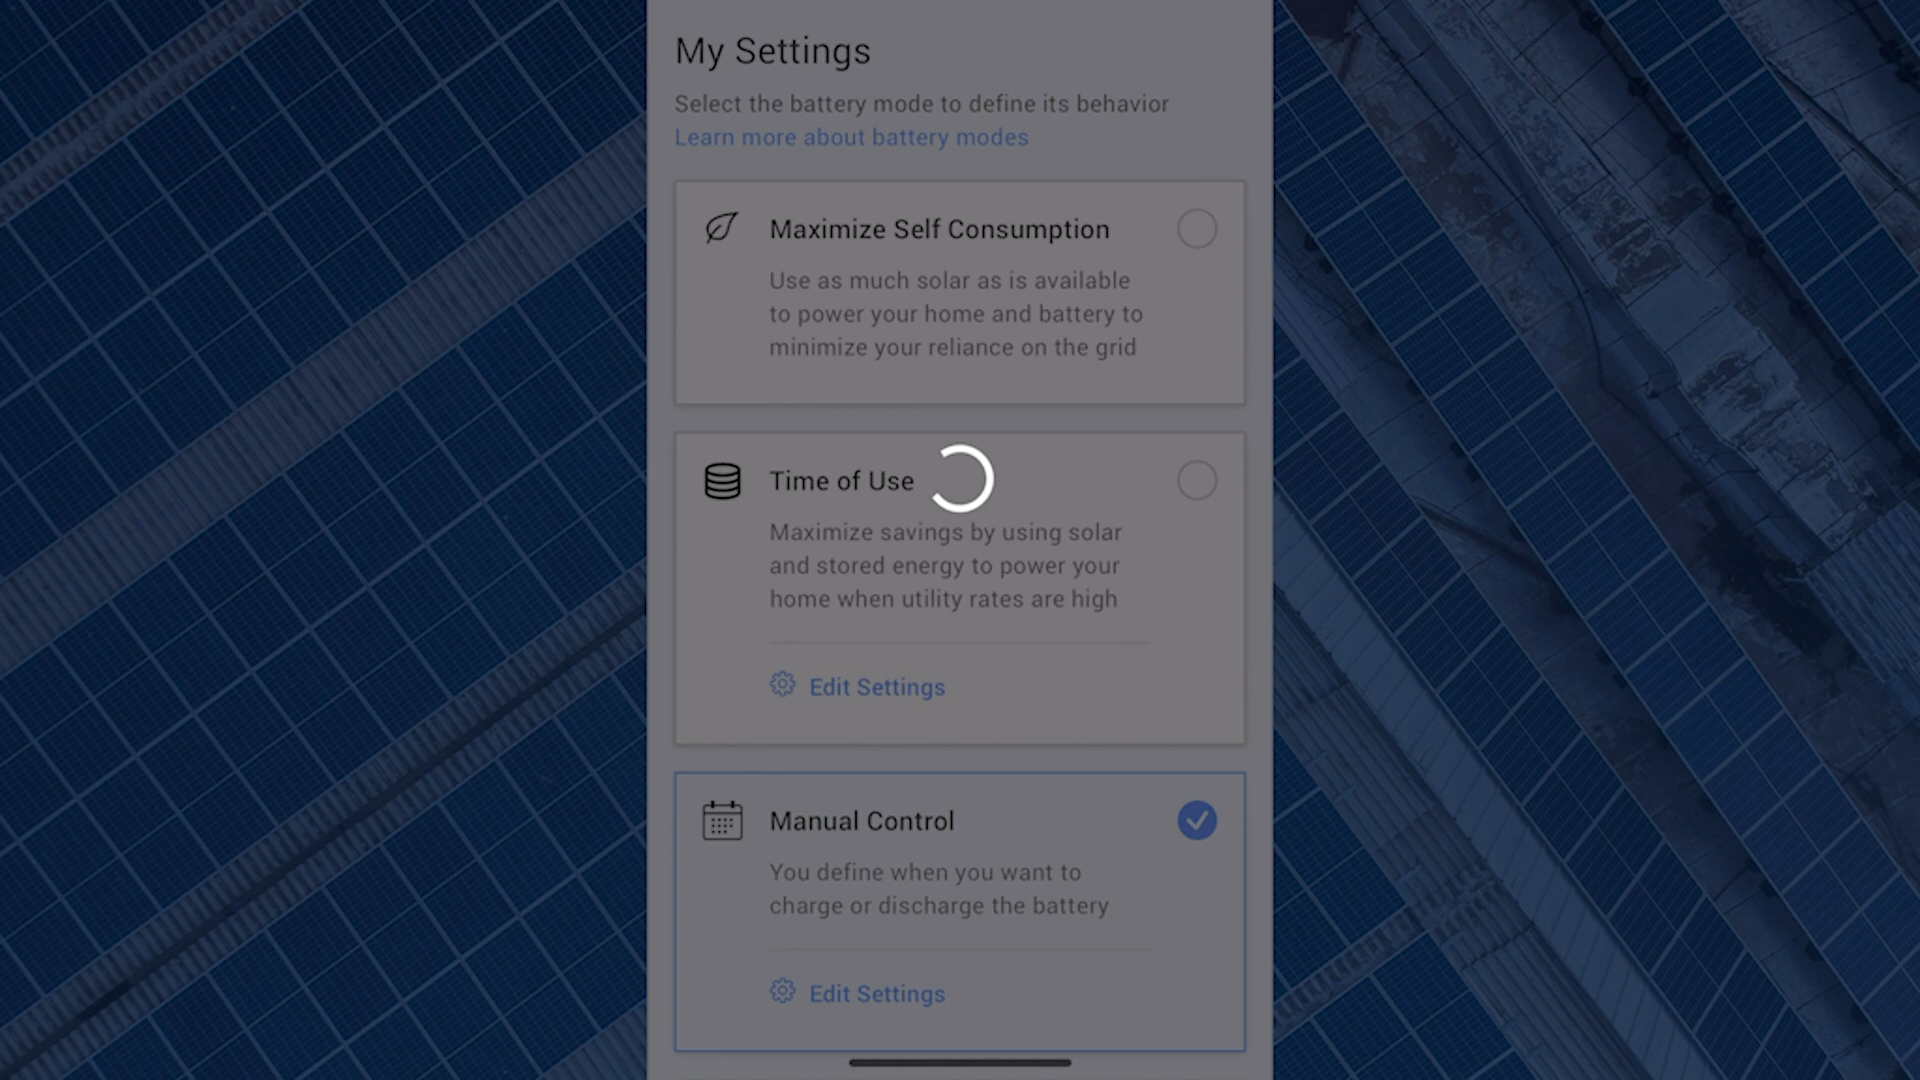 My Settings
Select the battery mode to define its behavior
Learn more about battery modes
Maximize Self Consumption
Use as much solar as is available
to power your home and battery to
minimize your reliance on the grid
Time of Use
Maximize savings by using solar
and stored energy to power your
home when utility rates are high
Edit Settings
Manual Control
You define when you want to
charge or discharge the battery
Edit Settings